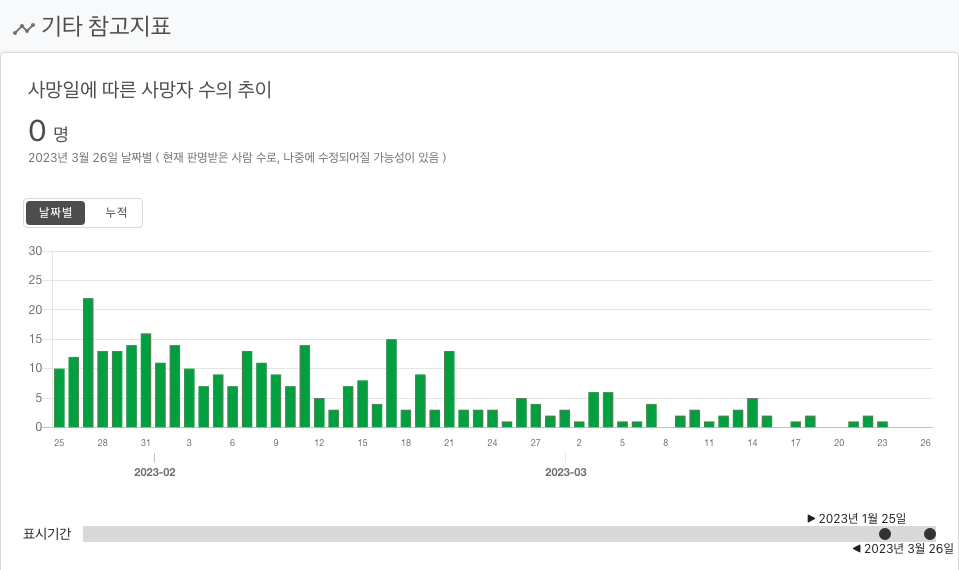 기타 참고지표
사망일에 따른 사망자 수의 추이
0 명
2023년 3월 26일 날짜별 ( 현재 판명받은 사람 수로, 나중에 수정되어질 가능성이 있음 )
날짜별 누적
30
25
20
15
10
5
0
25 28 31 3 6 9 12 15 18 21 24 27 2 5 8 11 14 17 20 23 26
2023-02 2023-03
▶ 2023년 1월 25일
표시기간
◀ 2023년 3월 26일